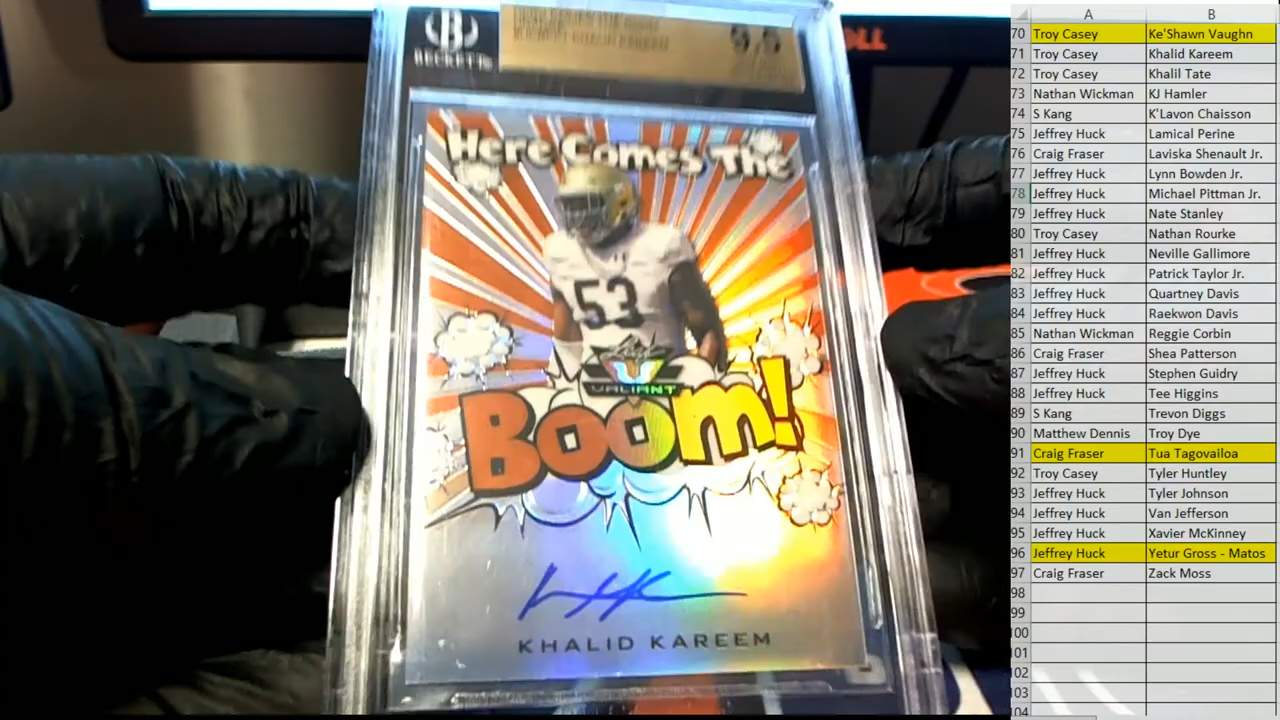 BECKETT
9.5
HERE COMES THE
53
VALIANT
BOOM!
KHALID KAREEM
A B
70 Troy Casey Ke'Shawn Vaughn
71 Troy Casey Khalid Kareem
72 Troy Casey Khalil Tate
73 Nathan Wickman KJ Hamler
74 S Kang K'Lavon Chaisson
75 Jeffrey Huck Lamical Perine
76 Craig Fraser Laviska Shenault Jr.
77 Jeffrey Huck Lynn Bowden Jr.
78 Jeffrey Huck Michael Pittman Jr.
79 Jeffrey Huck Nate Stanley
80 Troy Casey Nathan Rourke
81 Jeffrey Huck Neville Gallimore
82 Jeffrey Huck Patrick Taylor Jr.
83 Jeffrey Huck Quartney Davis
84 Jeffrey Huck Raekwon Davis
85 Nathan Wickman Reggie Corbin
86 Craig Fraser Shea Patterson
87 Jeffrey Huck Stephen Guidry
88 Jeffrey Huck Tee Higgins
89 S Kang Trevon Diggs
90 Matthew Dennis Troy Dye
91 Craig Fraser Tua Tagovailoa
92 Troy Casey Tyler Huntley
93 Jeffrey Huck Tyler Johnson
94 Jeffrey Huck Van Jefferson
95 Jeffrey Huck Xavier McKinney
96 Jeffrey Huck Yetur Gross - Matos
97 Craig Fraser Zack Moss
98
99
100
101
102
103
104